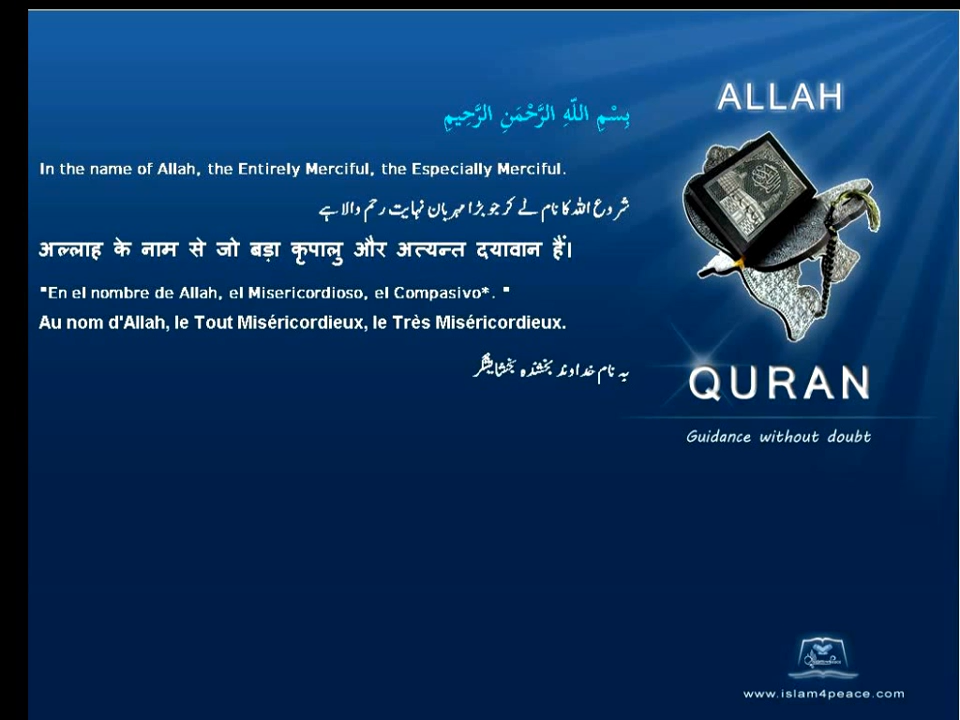 بِسْمِ اللّهِ الرَّحْمَنِ الرَّحِيمِ
In the name of Allah, the Entirely Merciful, the Especially Merciful.
شروع اللہ کا نام لے کر جو بڑا مہربان نہایت رحم والا ہے
अल्लाह के नाम से जो बड़ा कृपालु और अत्यन्त दयावान हैं।
"En el nombre de Allah, el Misericordioso, el Compasivo*. "
Au nom d'Allah, le Tout Miséricordieux, le Très Miséricordieux.
به نام خداوند بخشنده بخشایشگر
ALLAH
QURAN
Guidance without doubt
www.islam4peace.com